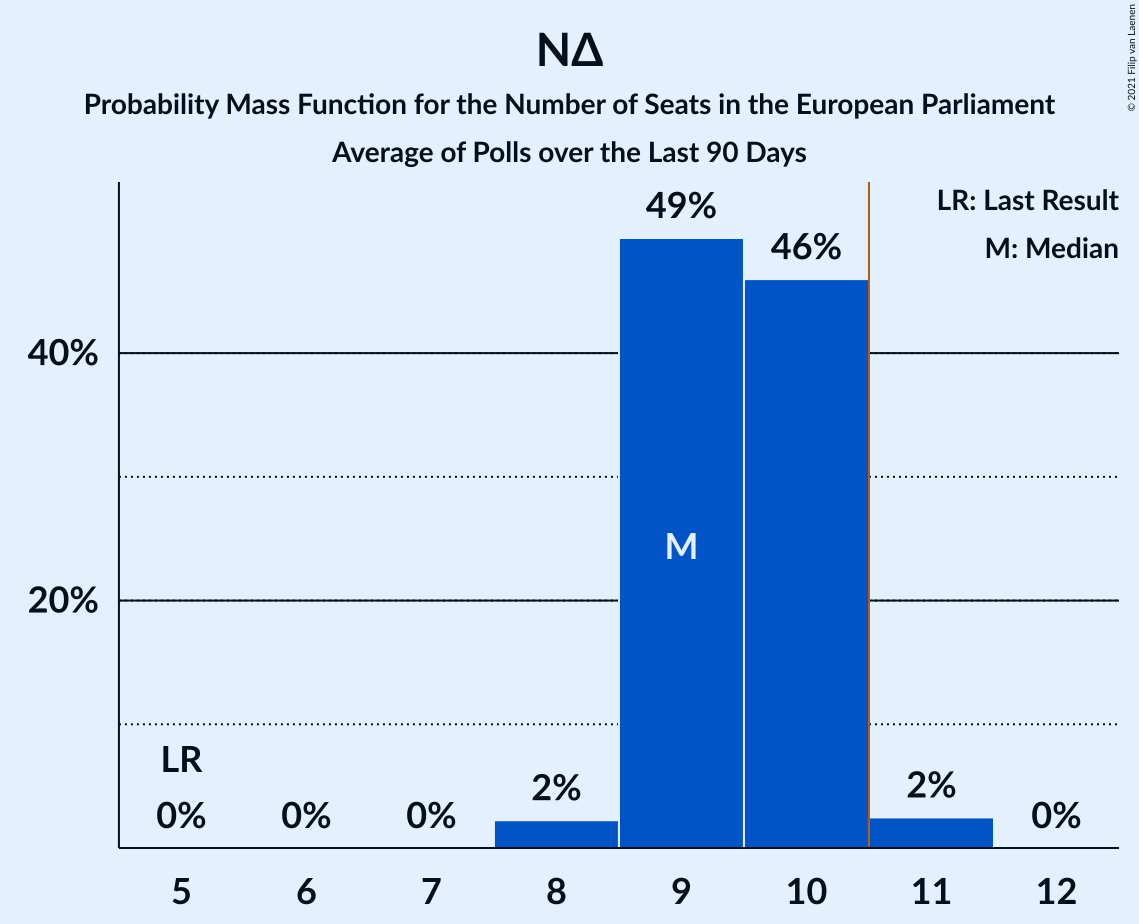 ΝΔ
Probability Mass Function for the Number of Seats in the European Parliament
Average of Polls over the Last 90 Days
© 2021 Filip van Laenen
LR: Last Result
M: Median
49%
46%
40%
M
20%
LR
0%
0%
0%
2%
2%
0%
5
6
7
8
9
10
11
12